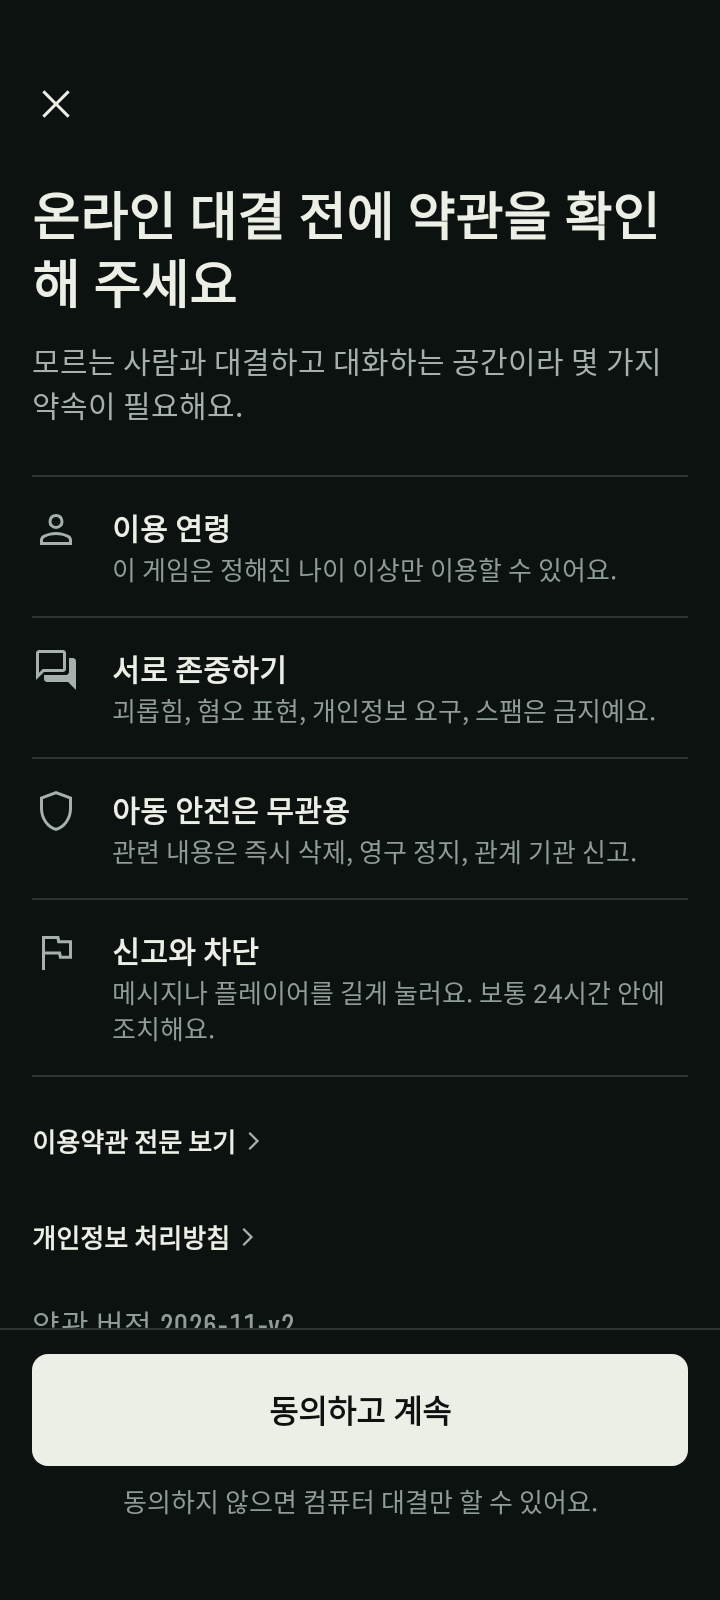 온라인 대결 전에 약관을 확인
해 주세요
모르는 사람과 대결하고 대화하는 공간이라 몇 가지
약속이 필요해요.
이용 연령
이 게임은 정해진 나이 이상만 이용할 수 있어요.
서로 존중하기
괴롭힘, 혐오 표현, 개인정보 요구, 스팸은 금지예요.
아동 안전은 무관용
관련 내용은 즉시 삭제, 영구 정지, 관계 기관 신고.
신고와 차단
메시지나 플레이어를 길게 눌러요. 보통 24시간 안에
조치해요.
이용약관 전문 보기
개인정보 처리방침
약관 버전 2026-11-v2
동의하고 계속
동의하지 않으면 컴퓨터 대결만 할 수 있어요.